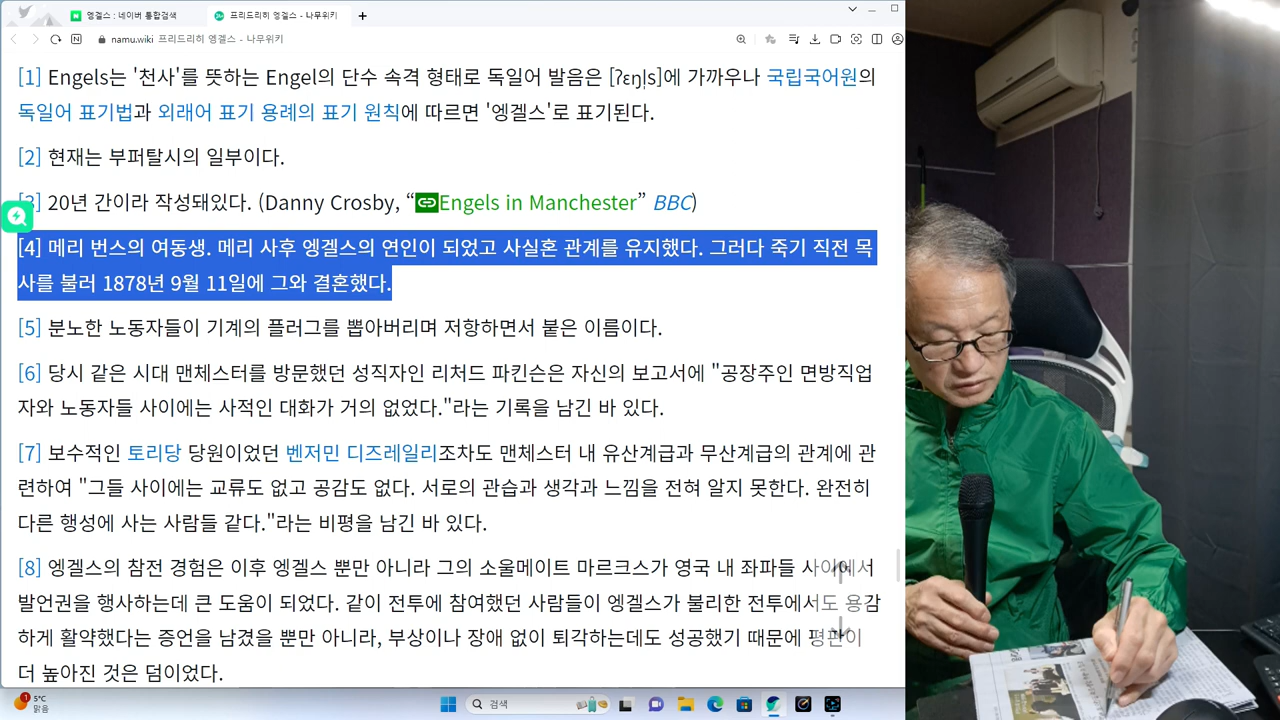 엥겔스 : 네이버 통합검색
프리드리히 엥겔스 - 나무위키
namu.wiki 프리드리히 엥겔스 - 나무위키
[1] Engels는 '천사'를 뜻하는 Engel의 단수 속격 형태로 독일어 발음은 [ʔɛŋl̩s]에 가까우나 국립국어원의
독일어 표기법과 외래어 표기 용례의 표기 원칙에 따르면 '엥겔스'로 표기된다.
[2] 현재는 부퍼탈시의 일부이다.
[3] 20년 간이라 작성돼있다. (Danny Crosby, “Engels in Manchester” BBC)
[4] 메리 번스의 여동생. 메리 사후 엥겔스의 연인이 되었고 사실혼 관계를 유지했다. 그러다 죽기 직전 목
사를 불러 1878년 9월 11일에 그와 결혼했다.
[5] 분노한 노동자들이 기계의 플러그를 뽑아버리며 저항하면서 붙은 이름이다.
[6] 당시 같은 시대 맨체스터를 방문했던 성직자인 리처드 파킨슨은 자신의 보고서에 "공장주인 면방직업
자와 노동자들 사이에는 사적인 대화가 거의 없었다."라는 기록을 남긴 바 있다.
[7] 보수적인 토리당 당원이었던 벤저민 디즈레일리조차도 맨체스터 내 유산계급과 무산계급의 관계에 관
련하여 "그들 사이에는 교류도 없고 공감도 없다. 서로의 관습과 생각과 느낌을 전혀 알지 못한다. 완전히
다른 행성에 사는 사람들 같다."라는 비평을 남긴 바 있다.
[8] 엥겔스의 참전 경험은 이후 엥겔스 뿐만 아니라 그의 소울메이트 마르크스가 영국 내 좌파들 사이에서
발언권을 행사하는데 큰 도움이 되었다. 같이 전투에 참여했던 사람들이 엥겔스가 불리한 전투에서도 용감
하게 활약했다는 증언을 남겼을 뿐만 아니라, 부상이나 장애 없이 퇴각하는데도 성공했기 때문에 평판이
더 높아진 것은 덤이었다.
1
5°C
맑음
검색